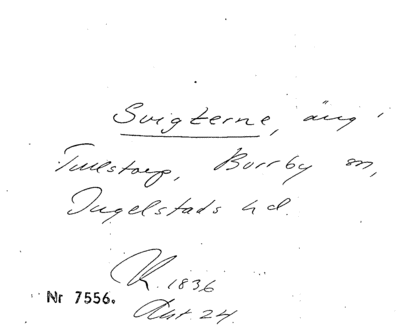 Svigterne, äng i
Tullstorp, Borrby sn,
Ingelstads hd.
K. 1836
Nr 7556.
Akt 24.